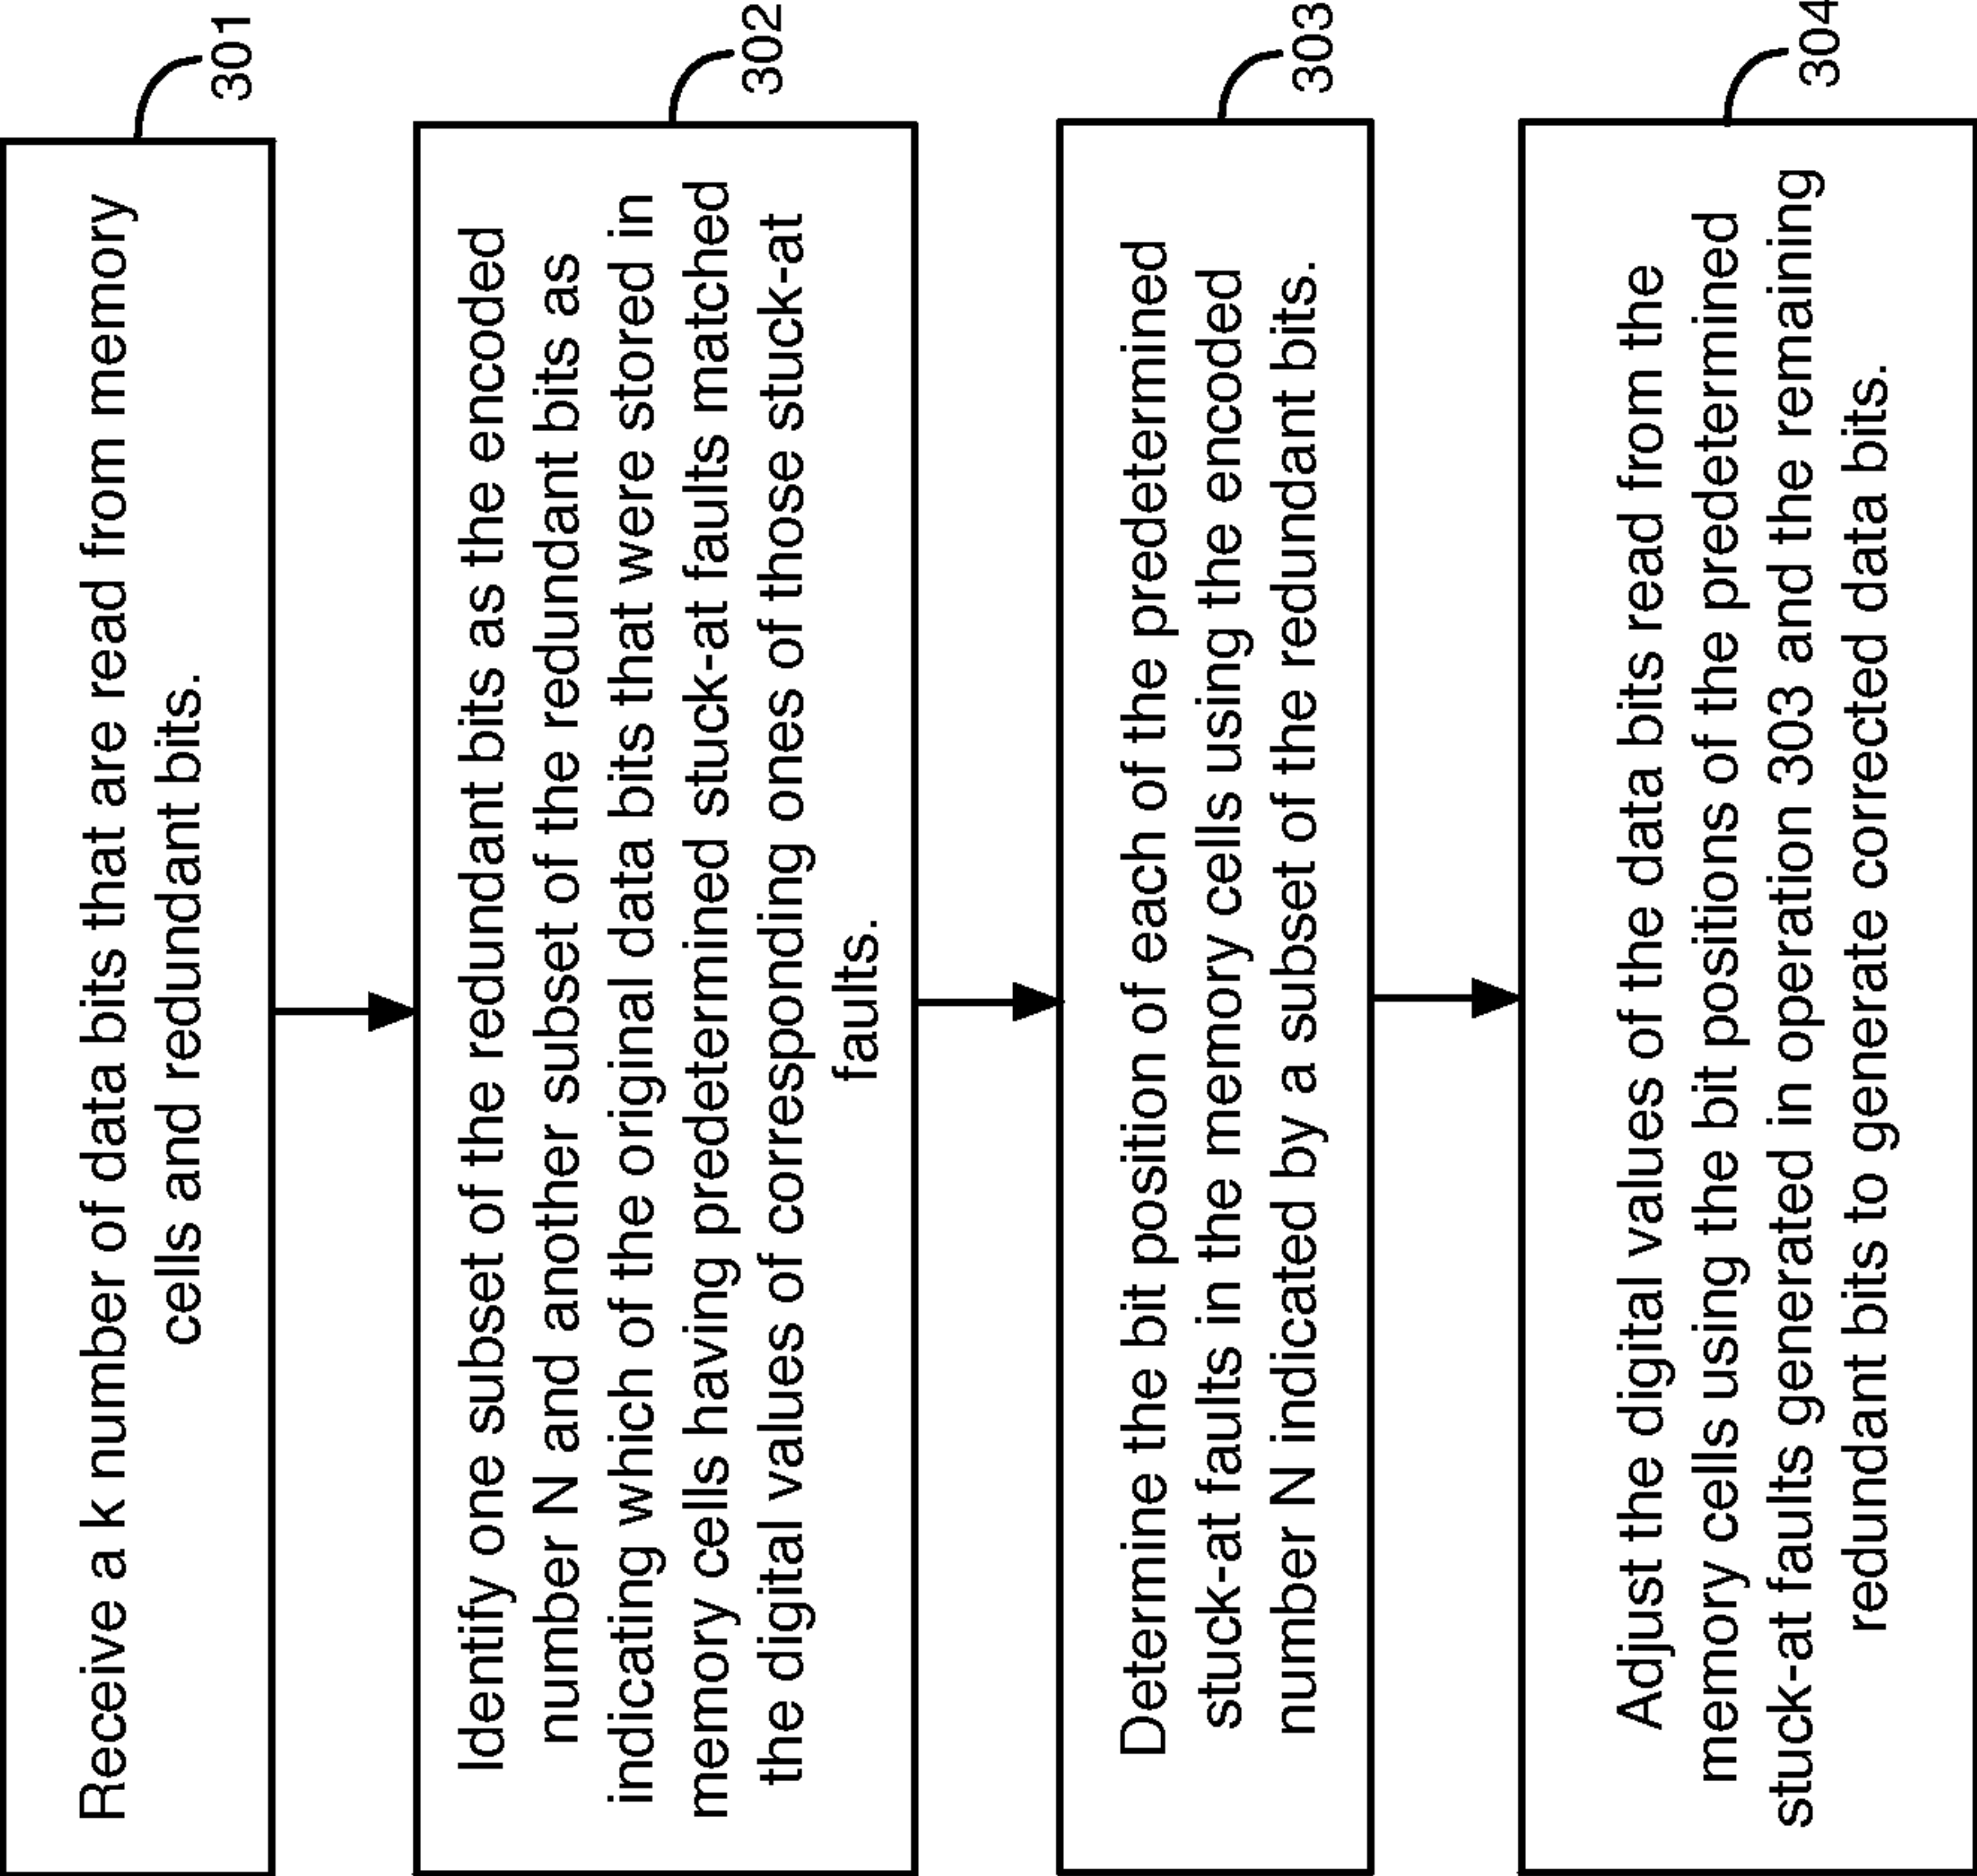 301
Receive a k number of data bits that are read from memory
cells and redundant bits.
302
Identify one subset of the redundant bits as the encoded
number N and another subset of the redundant bits as
indicating which of the original data bits that were stored in
memory cells having predetermined stuck-at faults matched
the digital values of corresponding ones of those stuck-at
faults.
303
Determine the bit position of each of the predetermined
stuck-at faults in the memory cells using the encoded
number N indicated by a subset of the redundant bits.
304
Adjust the digital values of the data bits read from the
memory cells using the bit positions of the predetermined
stuck-at faults generated in operation 303 and the remaining
redundant bits to generate corrected data bits.